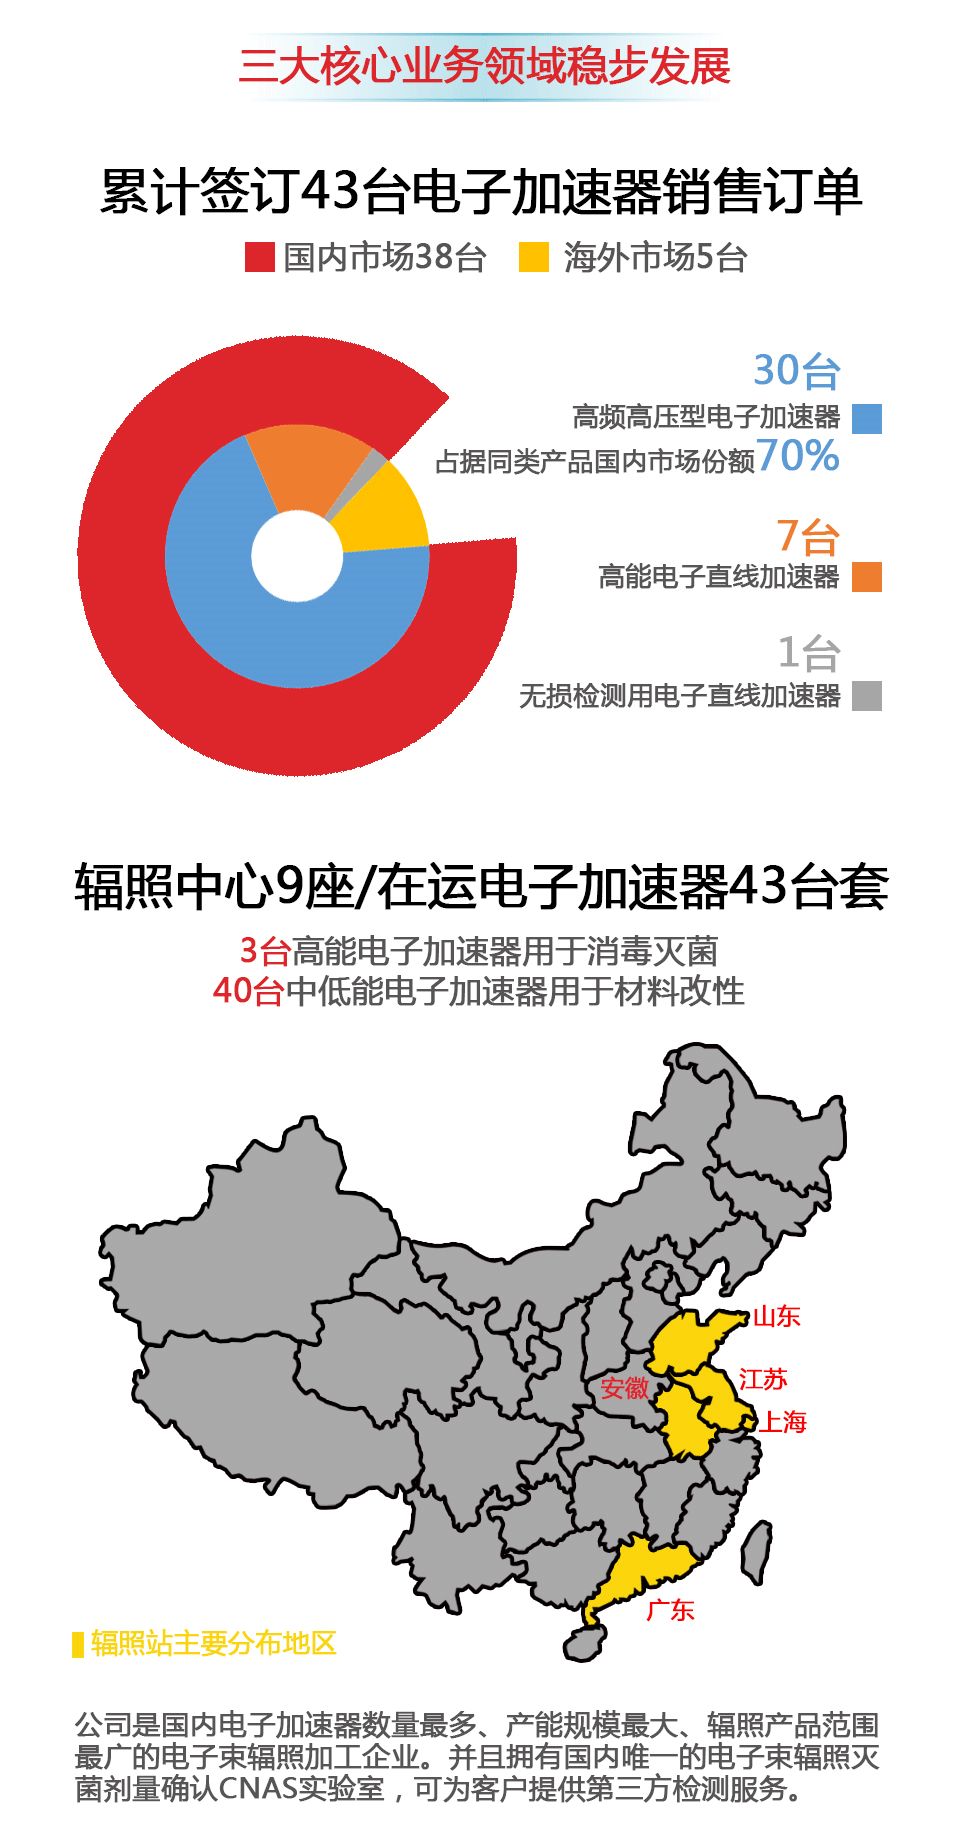 三大核心业务领域稳步发展
累计签订43台电子加速器销售订单
国内市场38台 海外市场5台
30台
高频高压型电子加速器
占据同类产品国内市场份额70%
7台
高能电子直线加速器
1台
无损检测用电子直线加速器
辐照中心9座/在运电子加速器43台套
3台高能电子加速器用于消毒灭菌
40台中低能电子加速器用于材料改性
山东
江苏
安徽
上海
广东
辐照站主要分布地区
公司是国内电子加速器数量最多、产能规模最大、辐照产品范围
最广的电子束辐照加工企业。并且拥有国内唯一的电子束辐照灭
菌剂量确认CNAS实验室，可为客户提供第三方检测服务。